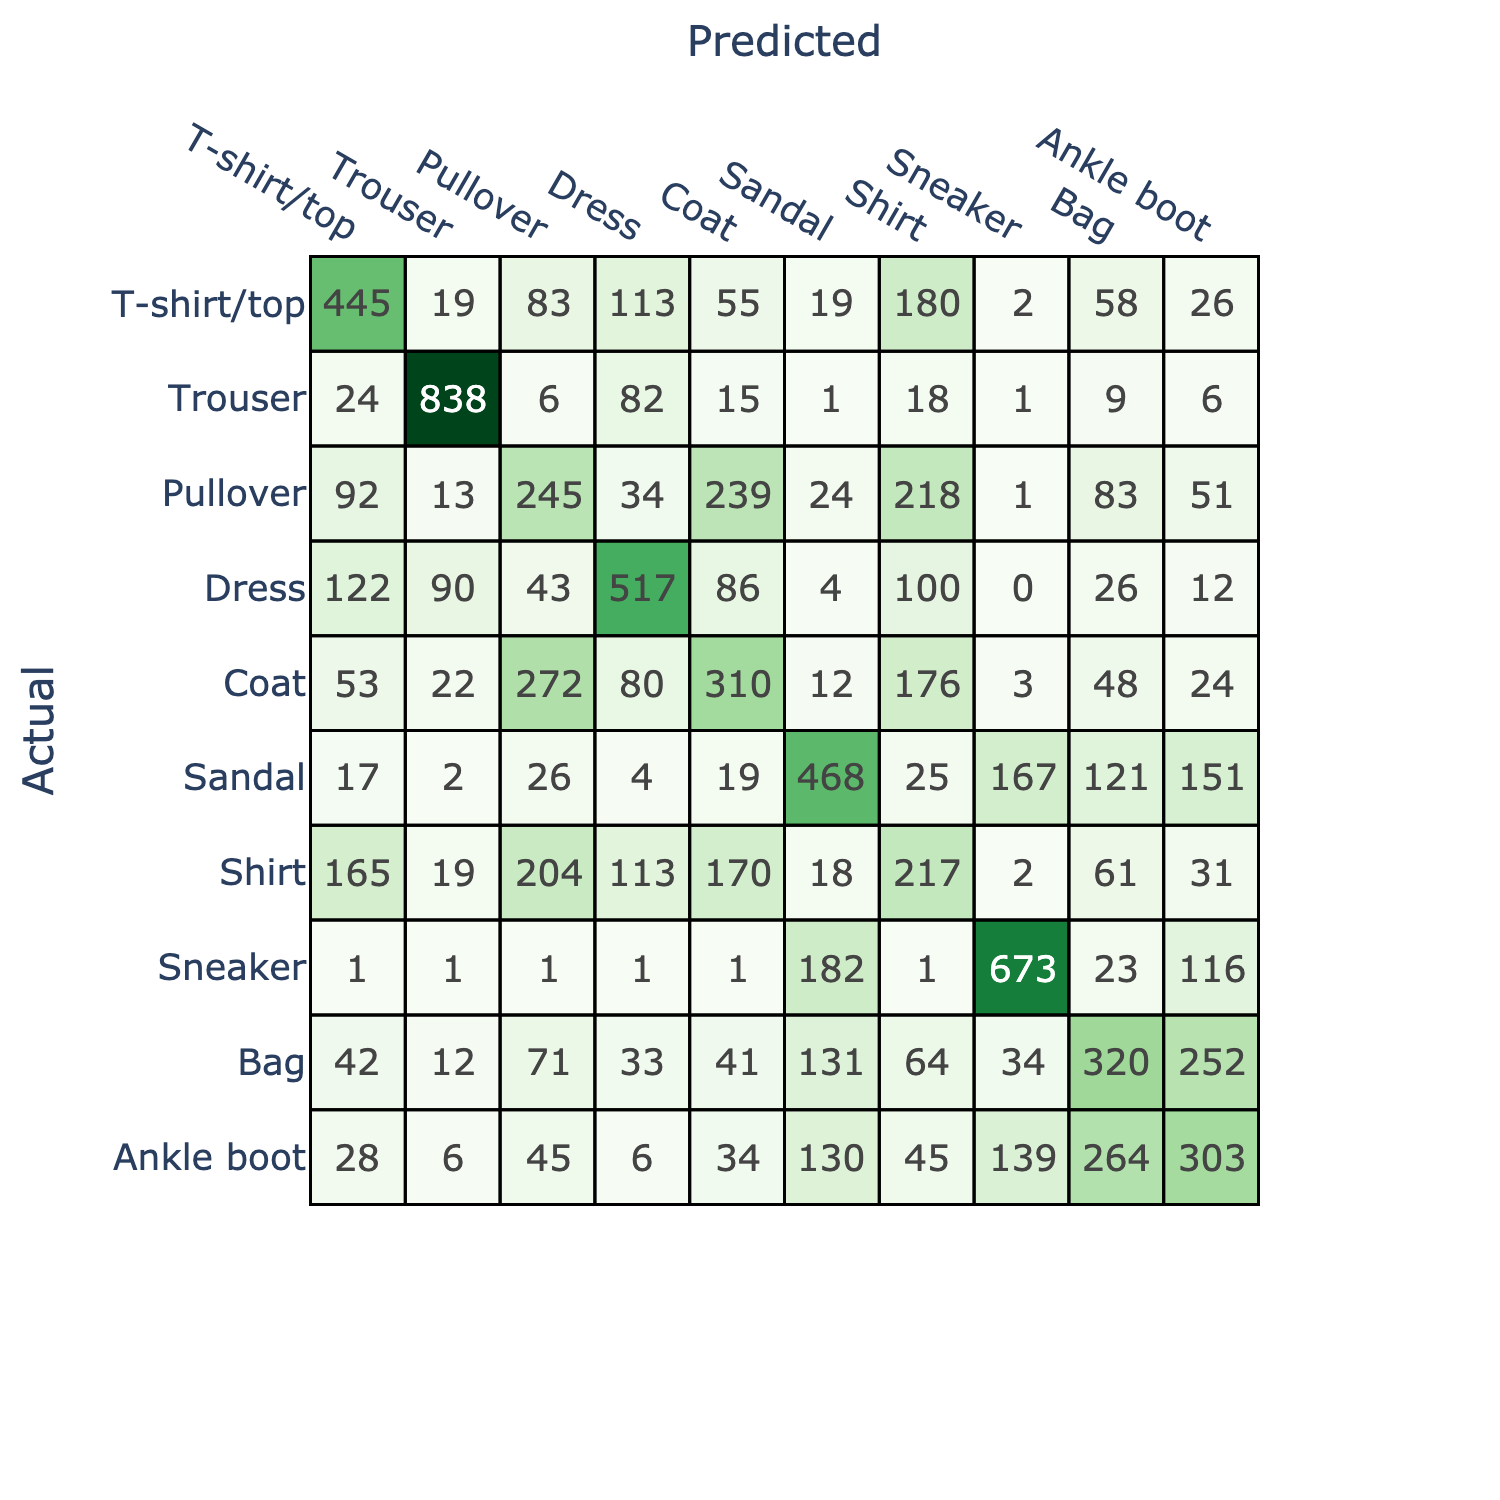 Predicted
T-shirt/top Trouser Pullover Dress Coat Sandal Shirt Sneaker Bag Ankle boot
Actual
T-shirt/top 445 19 83 113 55 19 180 2 58 26
Trouser 24 838 6 82 15 1 18 1 9 6
Pullover 92 13 245 34 239 24 218 1 83 51
Dress 122 90 43 517 86 4 100 0 26 12
Coat 53 22 272 80 310 12 176 3 48 24
Sandal 17 2 26 4 19 468 25 167 121 151
Shirt 165 19 204 113 170 18 217 2 61 31
Sneaker 1 1 1 1 1 182 1 673 23 116
Bag 42 12 71 33 41 131 64 34 320 252
Ankle boot 28 6 45 6 34 130 45 139 264 303